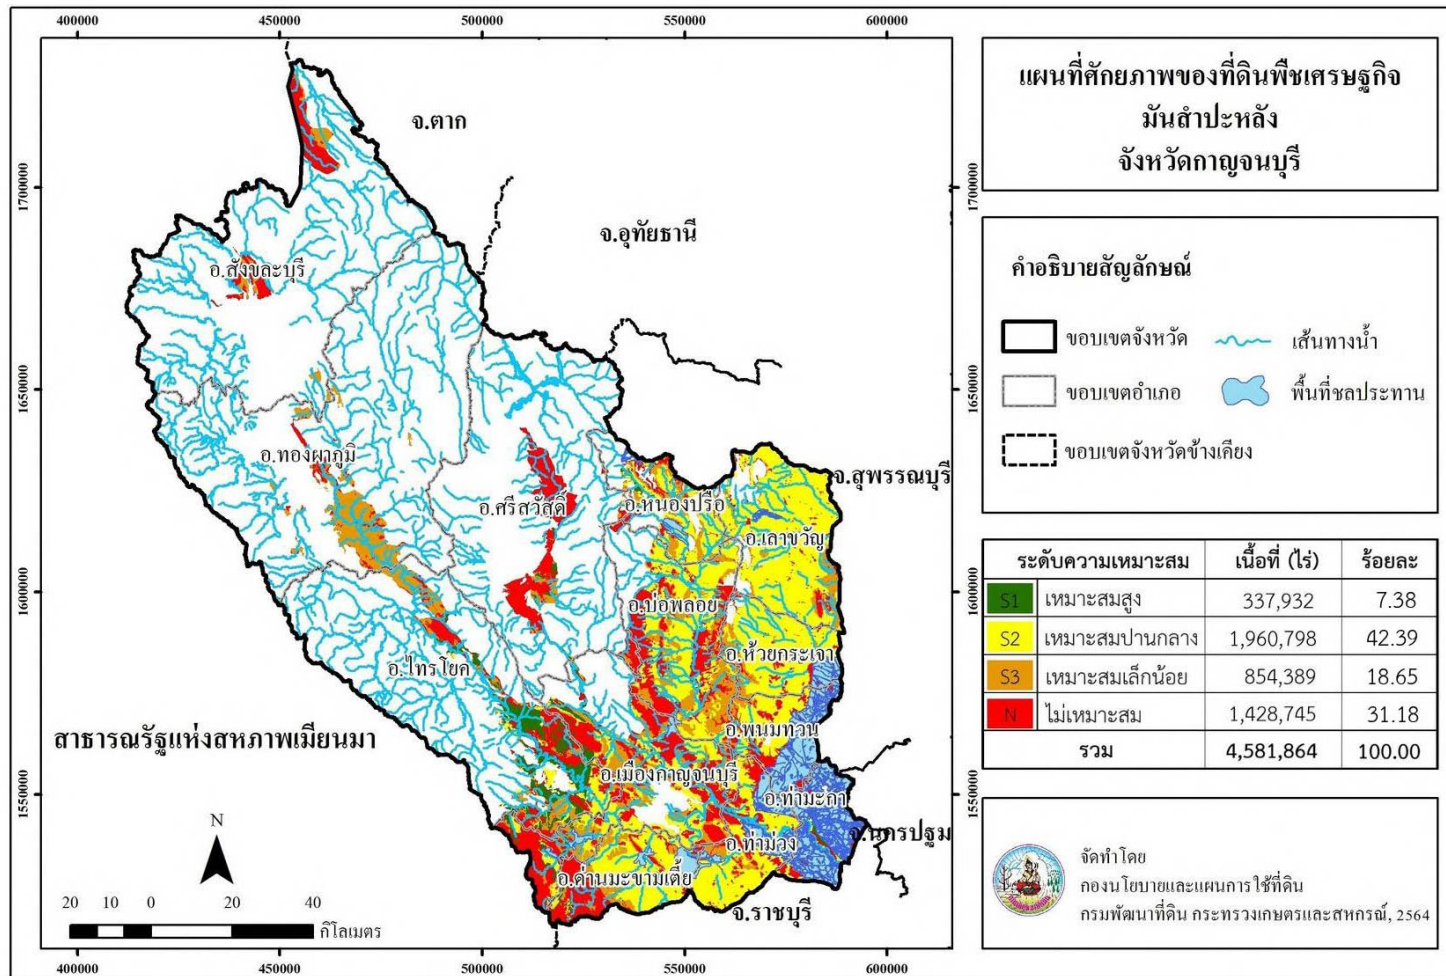 400000 450000 500000 550000 600000
แผนที่ศักยภาพของที่ดินพืชเศรษฐกิจ
มันสำปะหลัง
จังหวัดกาญจนบุรี
จ.ตาก
1700000 1700000
จ.อุทัยธานี
อ.สังขละบุรี
คำอธิบายสัญลักษณ์
ขอบเขตจังหวัด เส้นทางน้ำ
ขอบเขตอำเภอ พื้นที่ชลประทาน
ขอบเขตจังหวัดข้างเคียง
1650000 1650000
อ.ทองผาภูมิ
จ.สุพรรณบุรี
อ.ศรีสวัสดิ์ อ.หนองปรือ
อ.เลาขวัญ
1600000 1600000
อ.บ่อพลอย
อ.ห้วยกระเจา
อ.ไทรโยค
อ.พนมทวน
สาธารณรัฐแห่งสหภาพเมียนมา
อ.เมืองกาญจนบุรี
1550000 1550000
อ.ท่ามะกา
จ.นครปฐม
อ.ท่าม่วง
อ.ด่านมะขามเตี้ย
จ.ราชบุรี
ระดับความเหมาะสม เนื้อที่ (ไร่) ร้อยละ
S1 เหมาะสมสูง 337,932 7.38
S2 เหมาะสมปานกลาง 1,960,798 42.39
S3 เหมาะสมเล็กน้อย 854,389 18.65
N ไม่เหมาะสม 1,428,745 31.18
รวม 4,581,864 100.00
N
20 10 0 20 40
กิโลเมตร
จัดทำโดย
กองนโยบายและแผนการใช้ที่ดิน
กรมพัฒนาที่ดิน กระทรวงเกษตรและสหกรณ์, 2564
400000 450000 500000 550000 600000